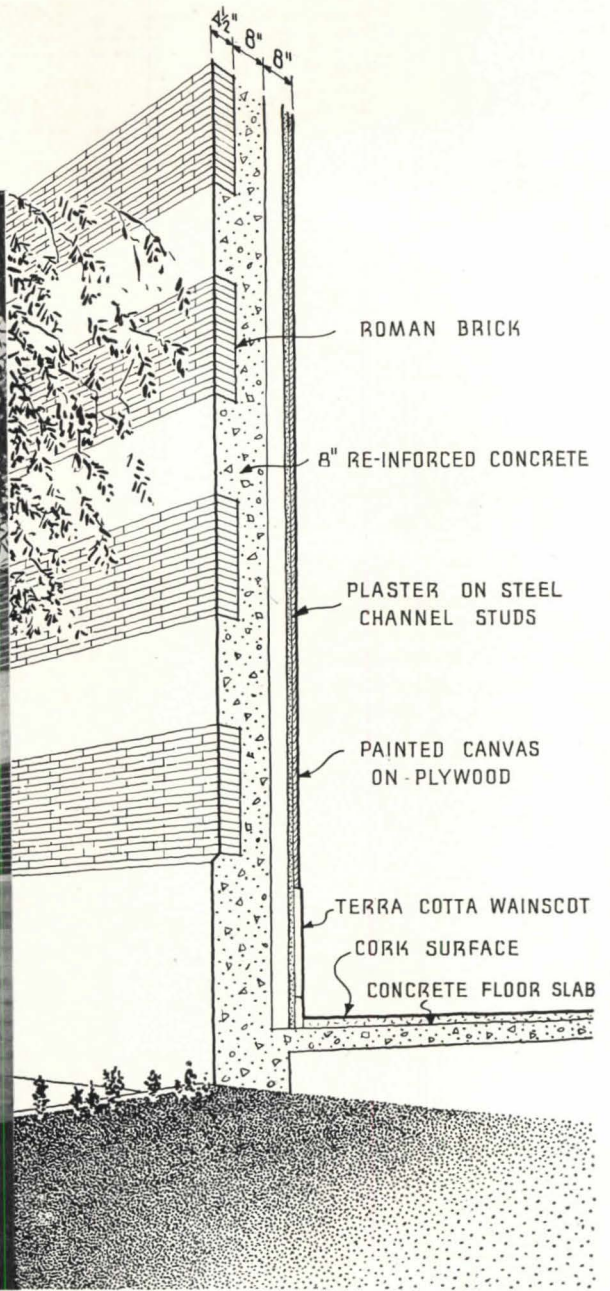 4½" 8" 8"
ROMAN BRICK
8" RE-INFORCED CONCRETE
PLASTER ON STEEL
CHANNEL STUDS
PAINTED CANVAS
ON - PLYWOOD
TERRA COTTA WAINSCOT
CORK SURFACE
CONCRETE FLOOR SLAB